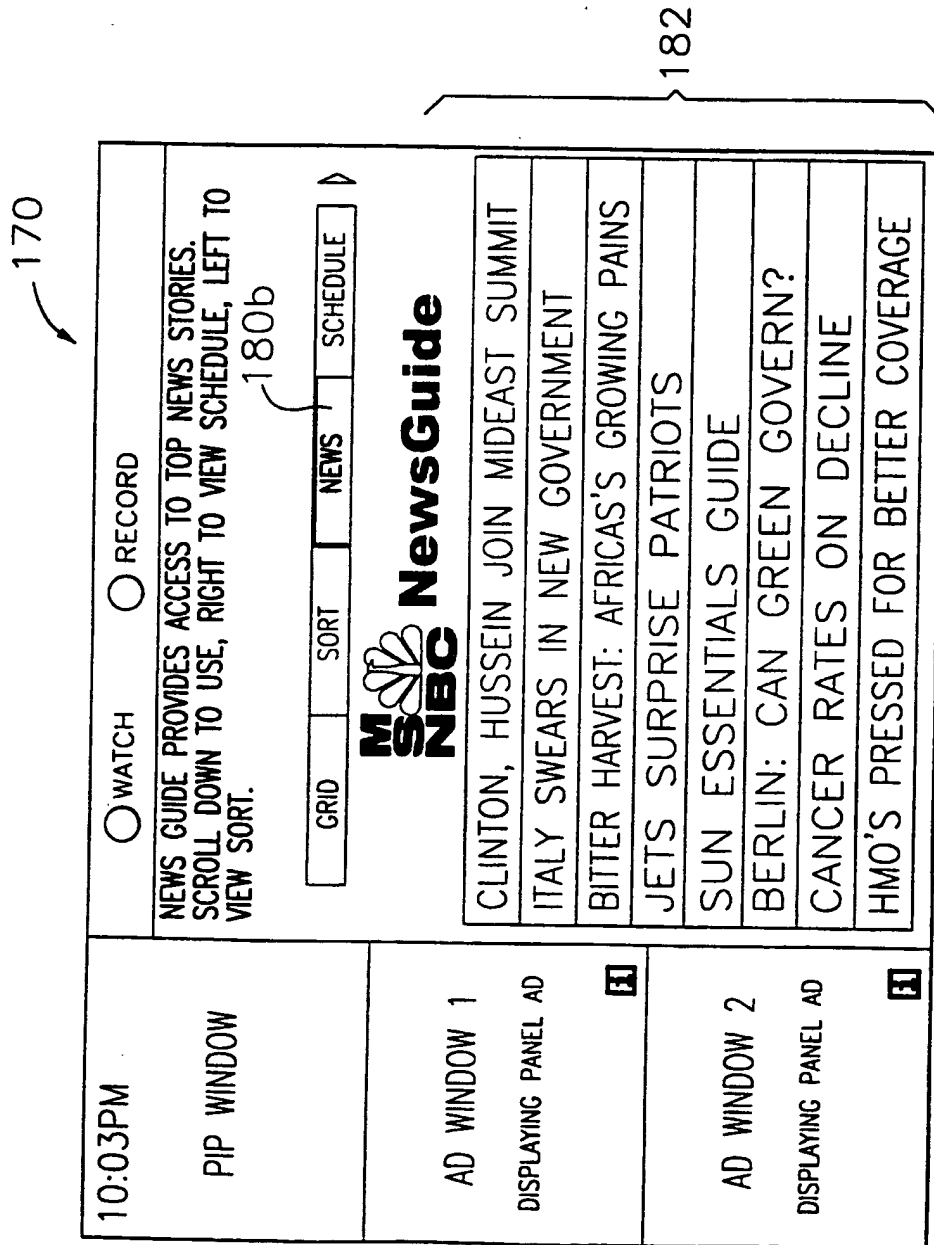 170
10:03PM
WATCH
RECORD
PIP WINDOW
NEWS GUIDE PROVIDES ACCESS TO TOP NEWS STORIES.
SCROLL DOWN TO USE, RIGHT TO VIEW SCHEDULE, LEFT TO
VIEW SORT.
180b
GRID
SORT
NEWS
SCHEDULE
MSNBC NewsGuide
AD WINDOW 1
DISPLAYING PANEL AD
i
AD WINDOW 2
DISPLAYING PANEL AD
i
CLINTON, HUSSEIN JOIN MIDEAST SUMMIT
ITALY SWEARS IN NEW GOVERNMENT
BITTER HARVEST: AFRICAS'S GROWING PAINS
JETS SURPRISE PATRIOTS
SUN ESSENTIALS GUIDE
BERLIN: CAN GREEN GOVERN?
CANCER RATES ON DECLINE
HMO'S PRESSED FOR BETTER COVERAGE
182